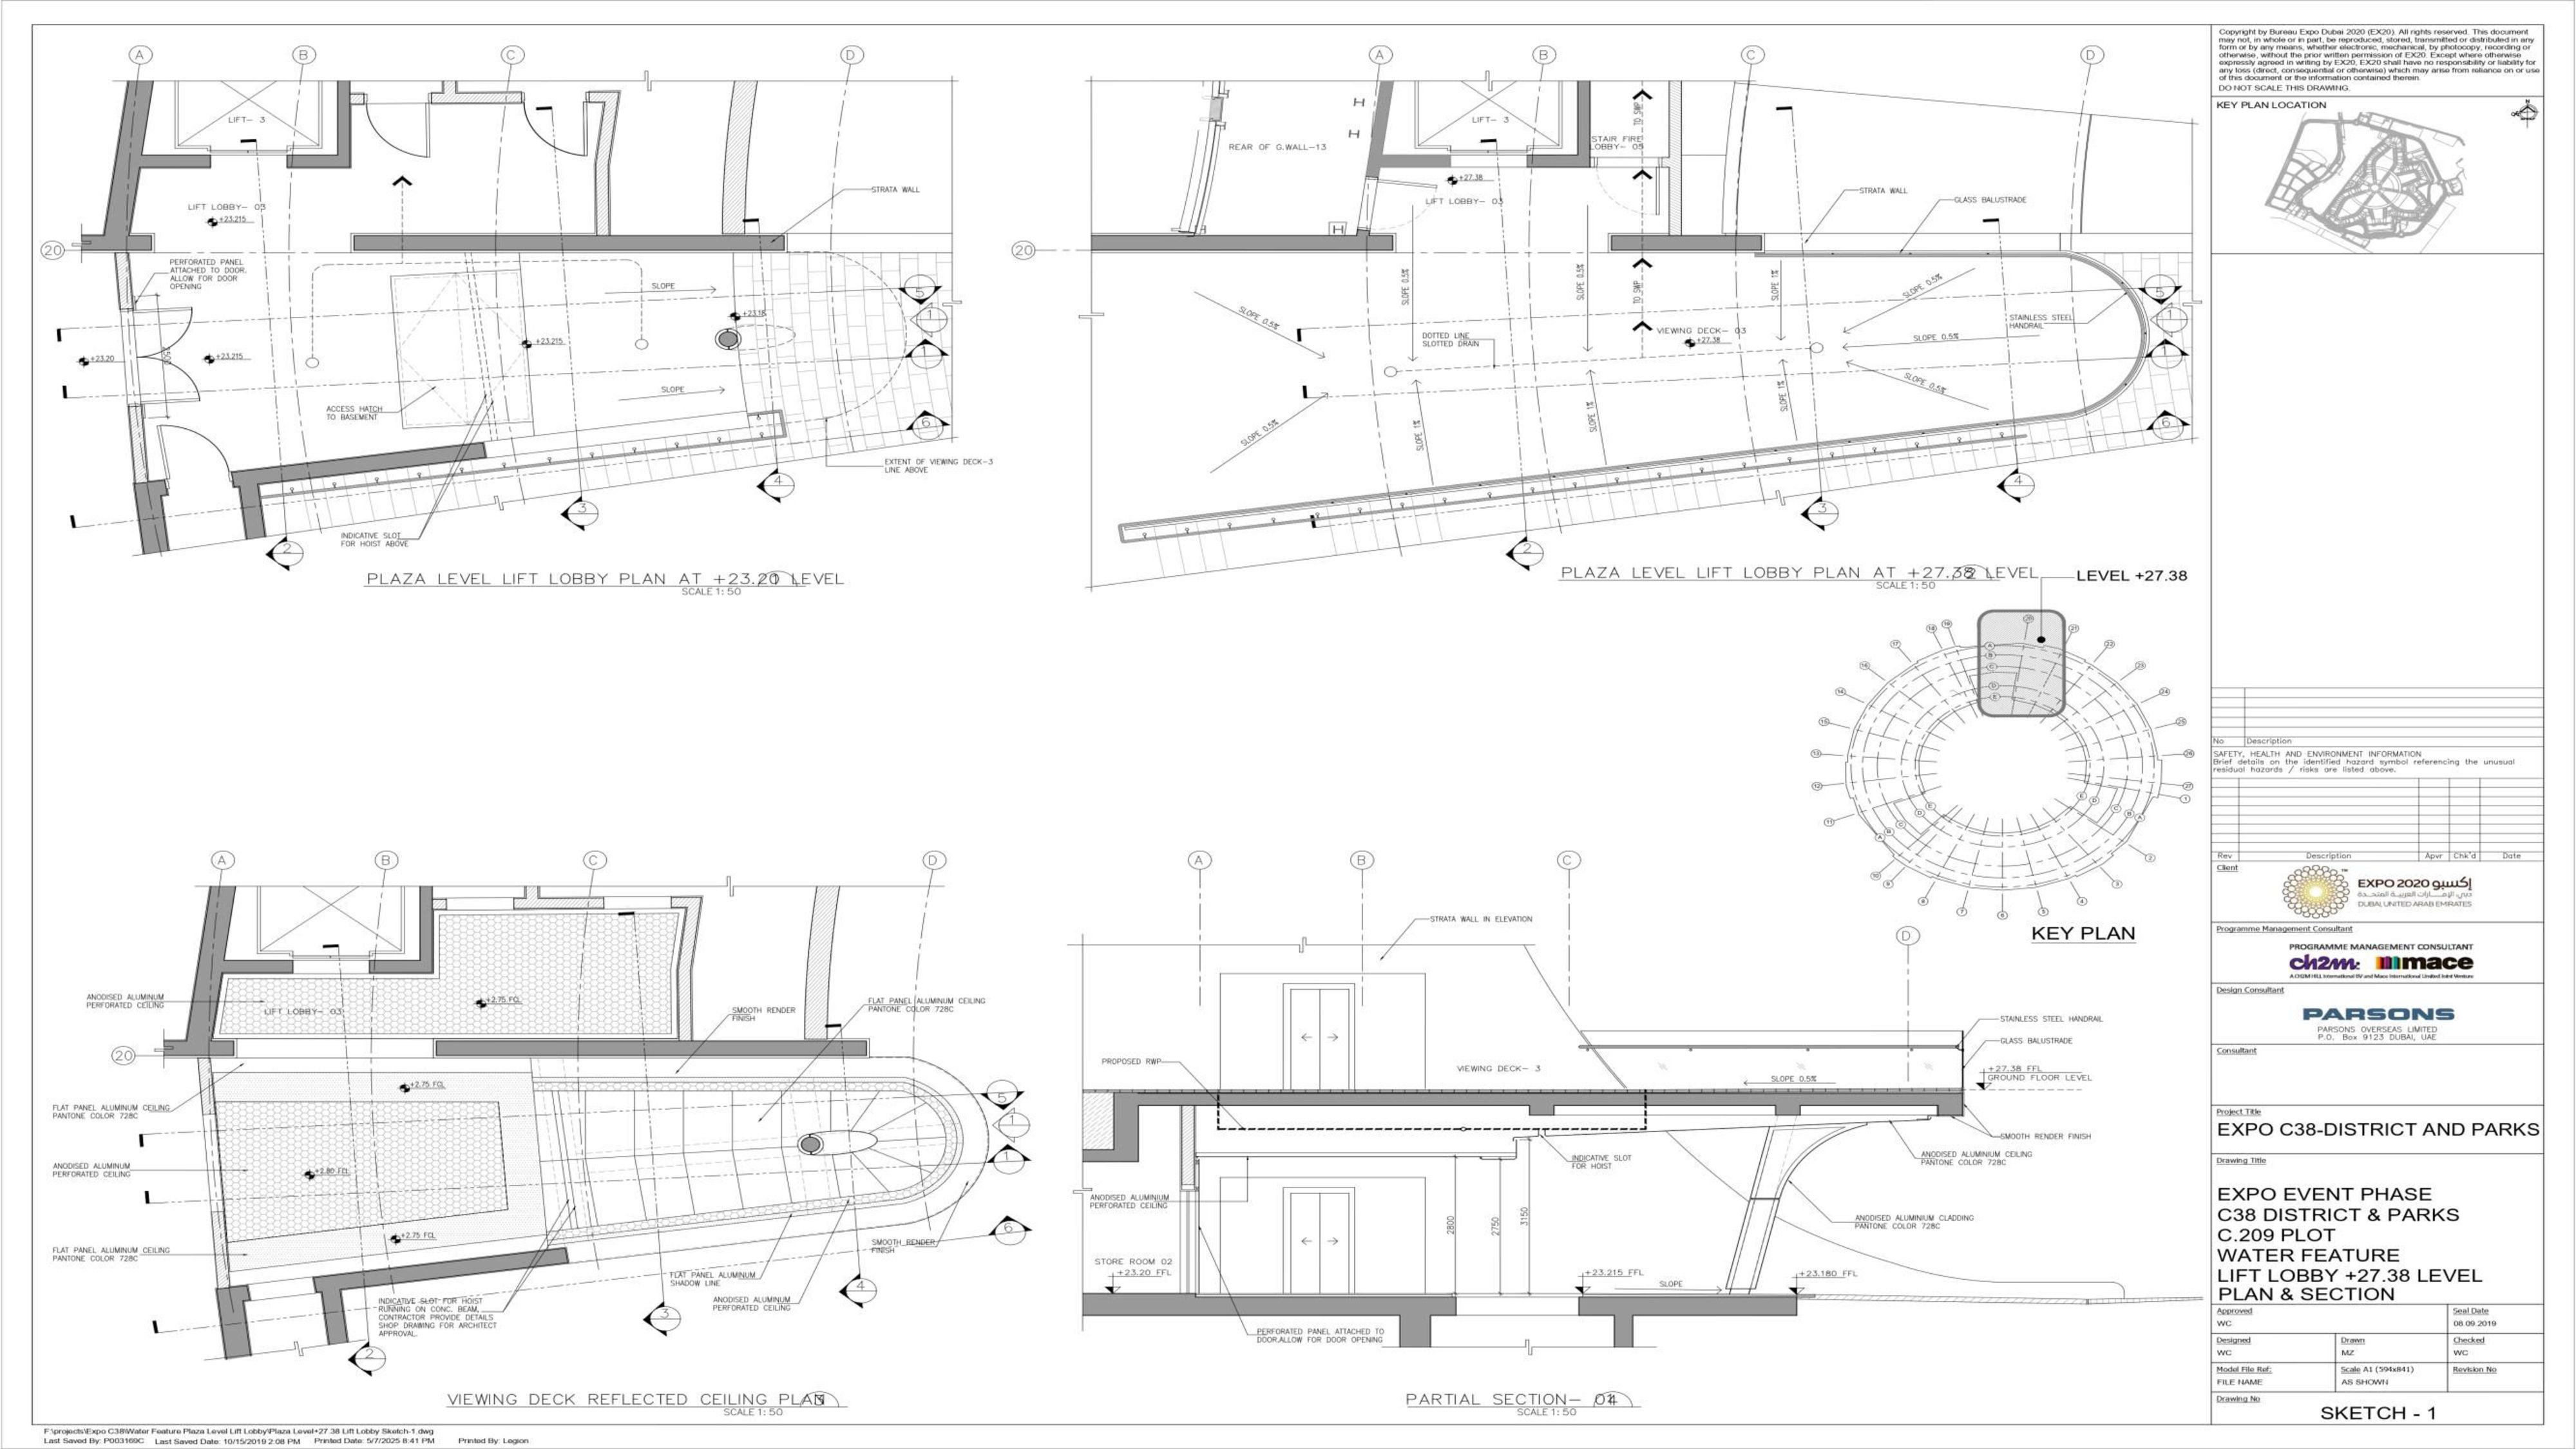 A
B
C
D
LIFT- 3
LIFT LOBBY- 03
+23.215
STRATA WALL
20
PERFORATED PANEL
ATTACHED TO DOOR.
ALLOW FOR DOOR
OPENING
SLOPE
+23.18
+23.20
+23.215
+23.215
SLOPE
ACCESS HATCH
TO BASEMENT
5
1
1
6
EXTENT OF VIEWING DECK-3
LINE ABOVE
4
3
2
INDICATIVE SLOT
FOR HOIST ABOVE
PLAZA LEVEL LIFT LOBBY PLAN AT +23.20 LEVEL
SCALE 1: 50
A
B
C
D
REAR OF G.WALL-13
LIFT- 3
STAIR FIRE
LOBBY- 05
TO SWP
+27.38
LIFT LOBBY- 03
STRATA WALL
GLASS BALUSTRADE
20
SLOPE 0.5%
SLOPE 0.5%
SLOPE 0.5%
SLOPE 1%
SLOPE 0.5%
TO SWP
DOTTED LINE
SLOTTED DRAIN
VIEWING DECK- 03
+27.38
STAINLESS STEEL
HANDRAIL
SLOPE 0.5%
SLOPE 0.5%
SLOPE 0.5%
SLOPE 1%
SLOPE 1%
SLOPE 1%
5
1
1
6
4
3
2
PLAZA LEVEL LIFT LOBBY PLAN AT +27.38 LEVEL
SCALE 1: 50
LEVEL +27.38
KEY PLAN
A
B
C
D
ANODISED ALUMINUM
PERFORATED CEILING
+2.75 FCL
LIFT LOBBY- 03
SMOOTH RENDER
FINISH
FLAT PANEL ALUMINUM CEILING
PANTONE COLOR 728C
20
+2.75 FCL
FLAT PANEL ALUMINUM CEILING
PANTONE COLOR 728C
ANODISED ALUMINUM
PERFORATED CEILING
+2.80 FCL
+2.75 FCL
FLAT PANEL ALUMINUM CEILING
PANTONE COLOR 728C
5
1
1
6
SMOOTH RENDER
FINISH
FLAT PANEL ALUMINUM
SHADOW LINE
ANODISED ALUMINUM
PERFORATED CEILING
INDICATIVE SLOT FOR HOIST
RUNNING ON CONC. BEAM,
CONTRACTOR PROVIDE DETAILS
SHOP DRAWING FOR ARCHITECT
APPROVAL.
4
3
2
VIEWING DECK REFLECTED CEILING PLAN
SCALE 1: 50
A
B
C
D
STRATA WALL IN ELEVATION
STAINLESS STEEL HANDRAIL
GLASS BALUSTRADE
PROPOSED RWP
VIEWING DECK- 3
SLOPE 0.5%
+27.38 FFL
GROUND FLOOR LEVEL
SMOOTH RENDER FINISH
INDICATIVE SLOT
FOR HOIST
ANODISED ALUMINUM CEILING
PANTONE COLOR 728C
ANODISED ALUMINIUM
PERFORATED CEILING
2800
2750
3150
ANODISED ALUMINIUM CLADDING
PANTONE COLOR 728C
STORE ROOM 02
+23.20 FFL
+23.215 FFL
SLOPE
+23.180 FFL
PERFORATED PANEL ATTACHED TO
DOOR.ALLOW FOR DOOR OPENING
PARTIAL SECTION- 01
SCALE 1: 50
Copyright by Bureau Expo Dubai 2020 (EX20). All rights reserved. This document
may not, in whole or in part, be reproduced, stored, transmitted or distributed in any
form or by any means, whether electronic, mechanical, by photocopy, recording or
otherwise, without the prior written permission of EX20. Except where otherwise
expressly agreed in writing by EX20, EX20 shall have no responsibility or liability for
any loss (direct, consequential or otherwise) which may arise from reliance on or use
of this document or the information contained therein.
DO NOT SCALE THIS DRAWING.
KEY PLAN LOCATION
N
No Description
SAFETY, HEALTH AND ENVIRONMENT INFORMATION
Brief details on the identified hazard symbol referencing the unusual
residual hazards / risks are listed above.
Rev Description Apvr Chk'd Date
Client
EXPO 2020 إكسبو
دبي، الإمارات العربية المتحدة
DUBAI, UNITED ARAB EMIRATES
Programme Management Consultant
PROGRAMME MANAGEMENT CONSULTANT
ch2m: mace
A CH2M HILL International BV and Mace International Limited Joint Venture
Design Consultant
PARSONS
PARSONS OVERSEAS LIMITED
P.O. Box 9123 DUBAI, UAE
Consultant
Project Title
EXPO C38-DISTRICT AND PARKS
Drawing Title
EXPO EVENT PHASE
C38 DISTRICT & PARKS
C.209 PLOT
WATER FEATURE
LIFT LOBBY +27.38 LEVEL
PLAN & SECTION
Approved Seal Date
WC 08.09.2019
Designed Drawn Checked
WC MZ WC
Model File Ref: Scale A1 (594x841) Revision No
FILE NAME AS SHOWN
Drawing No
SKETCH - 1
F:\projects\Expo C38\Water Feature Plaza Level Lift Lobby\Plaza Level+27 38 Lift Lobby Sketch-1.dwg
Last Saved By: P003169C Last Saved Date: 10/15/2019 2:08 PM Printed Date: 5/7/2025 8:41 PM Printed By: Legion